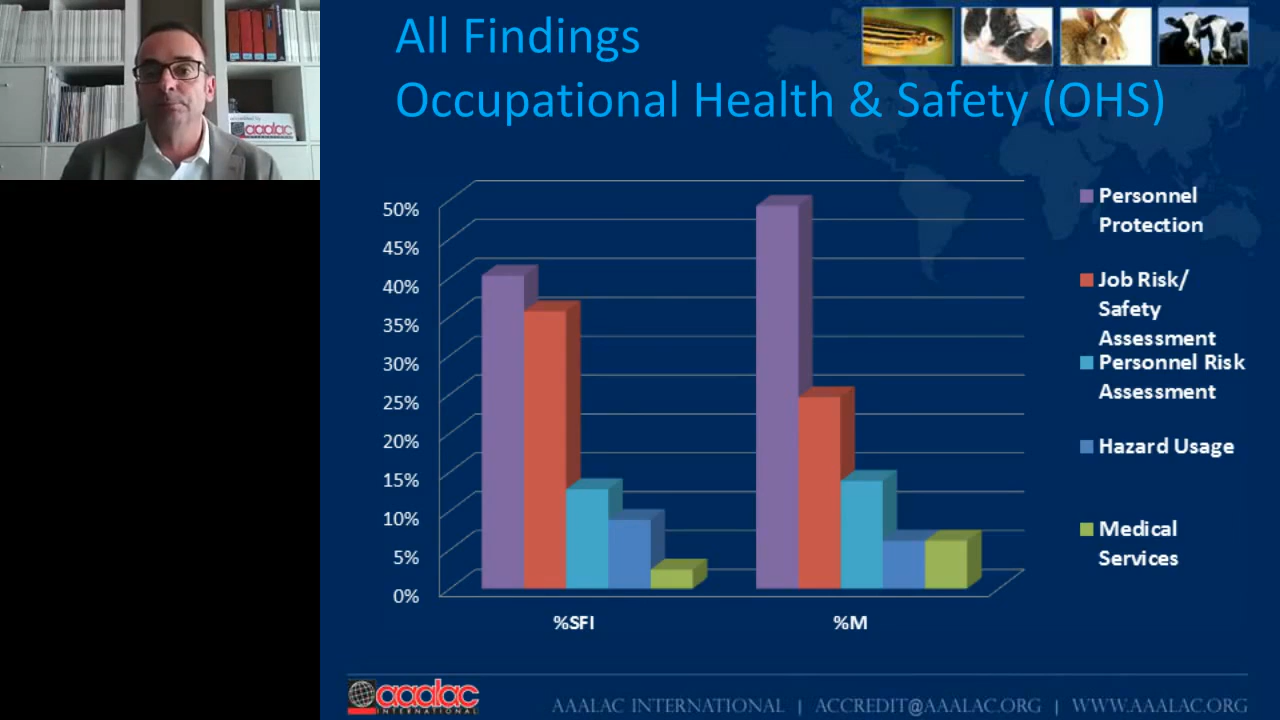 All Findings
Occupational Health & Safety (OHS)
aaalac
50%
45%
40%
35%
30%
25%
20%
15%
10%
5%
0%
%SFI
%M
Personnel
Protection
Job Risk/
Safety
Assessment
Personnel Risk
Assessment
Hazard Usage
Medical
Services
aaalac
INTERNATIONAL
AAALAC INTERNATIONAL | ACCREDIT@AAALAC.ORG | WWW.AAALAC.ORG